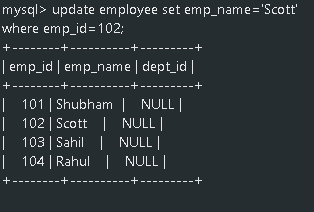 mysql> update employee set emp_name='Scott'
where emp_id=102;
+--------+----------+---------+
| emp_id | emp_name | dept_id |
+--------+----------+---------+
| 101 | Shubham | NULL |
| 102 | Scott | NULL |
| 103 | Sahil | NULL |
| 104 | Rahul | NULL |
+--------+----------+---------+